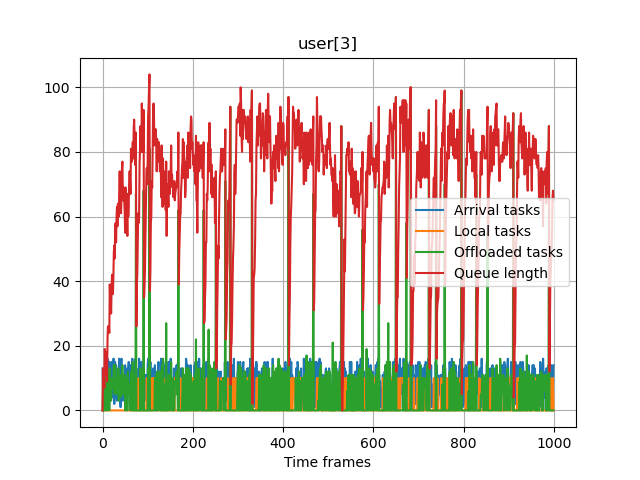 user[3]
100
80
60
40
20
0
Arrival tasks
Local tasks
Offloaded tasks
Queue length
0 200 400 600 800 1000
Time frames